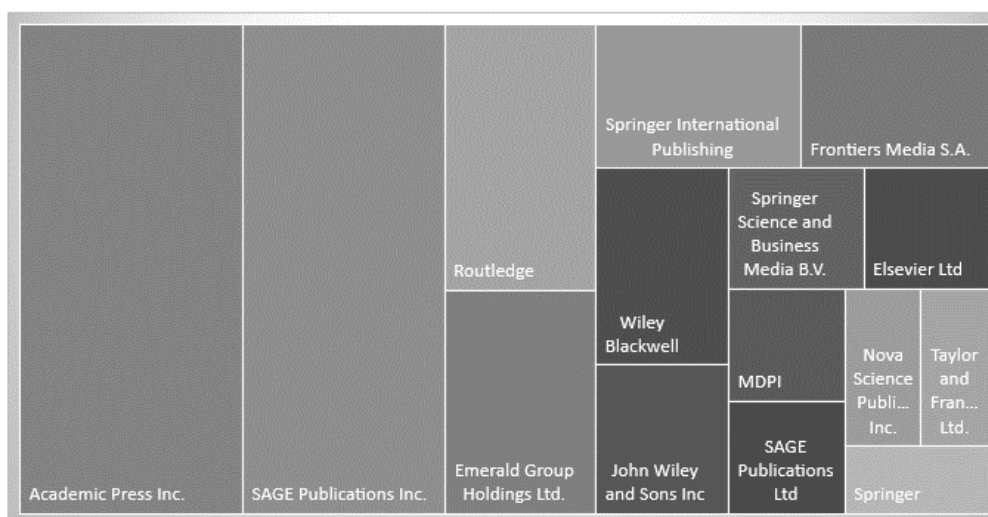 Academic Press Inc.
SAGE Publications Inc.
Routledge
Emerald Group
Holdings Ltd.
Springer International
Publishing
Frontiers Media S.A.
Wiley
Blackwell
John Wiley
and Sons Inc
Springer
Science and
Business
Media B.V.
Elsevier Ltd
MDPI
SAGE
Publications
Ltd
Nova
Science
Publi...
Inc.
Taylor
and
Fran...
Ltd.
Springer